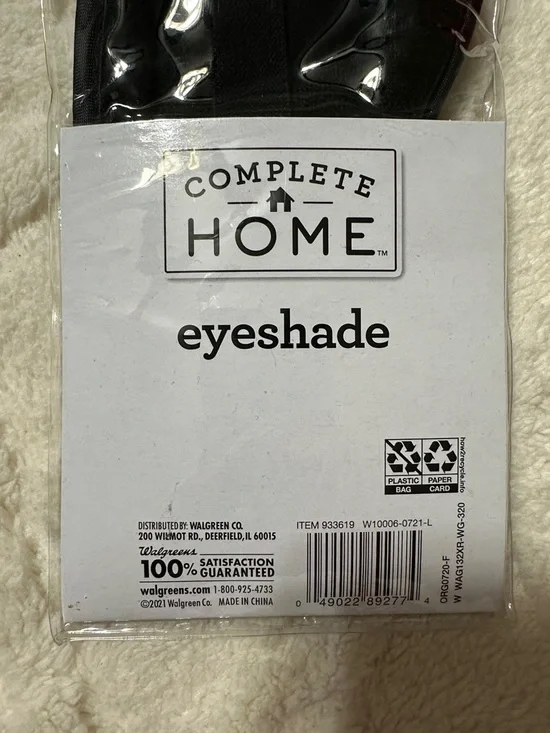 COMPLETE
HOME™
eyeshade
PLASTIC BAG
PAPER CARD
how2recycle.info
DISTRIBUTED BY: WALGREEN CO.
200 WILMOT RD., DEERFIELD, IL 60015
Walgreens
100% SATISFACTION GUARANTEED
walgreens.com 1-800-925-4733
©2021 Walgreen Co. MADE IN CHINA
ITEM 933619 W10006-0721-L
0 49022 89277 4
ORG0720-F
W WAG132XR-WG-320